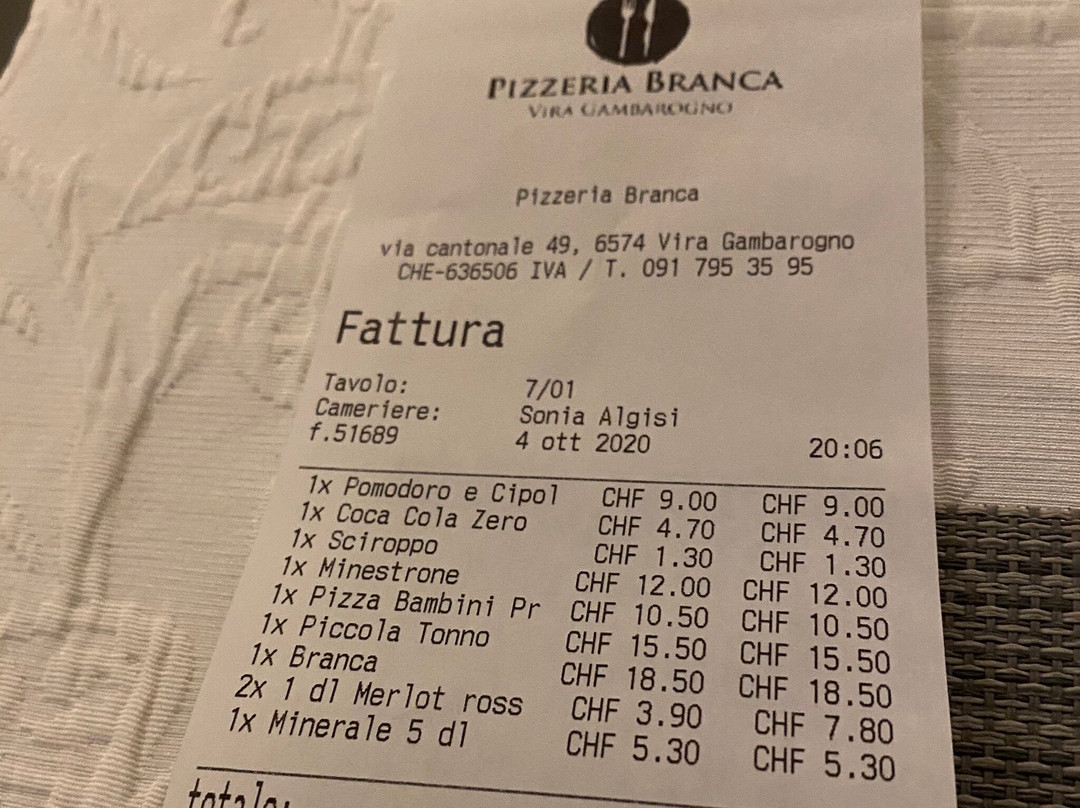 PIZZERIA BRANCA
VIRA GAMBAROGNO
Pizzeria Branca
via cantonale 49, 6574 Vira Gambarogno
CHE-636506 IVA / T. 091 795 35 95
Fattura
Tavolo: 7/01
Cameriere: Sonia Algisi
f.51689 4 ott 2020 20:06
1x Pomodoro e Cipol CHF 9.00 CHF 9.00
1x Coca Cola Zero CHF 4.70 CHF 4.70
1x Sciroppo CHF 1.30 CHF 1.30
1x Minestrone CHF 12.00 CHF 12.00
1x Pizza Bambini Pr CHF 10.50 CHF 10.50
1x Piccola Tonno CHF 15.50 CHF 15.50
1x Branca CHF 18.50 CHF 18.50
2x 1 dl Merlot ross CHF 3.90 CHF 7.80
1x Minerale 5 dl CHF 5.30 CHF 5.30
totale: